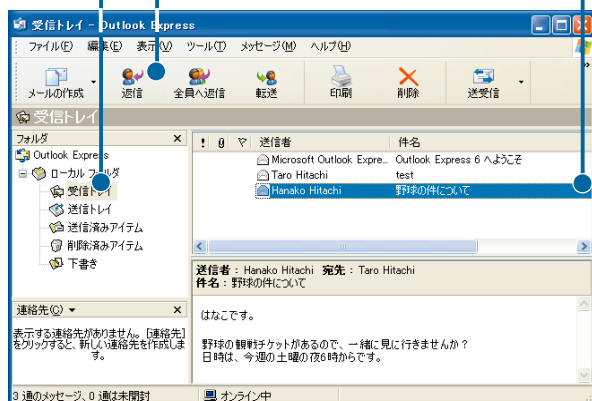 受信トレイ - Outlook Express
ファイル(F) 編集(E) 表示(V) ツール(T) メッセージ(M) ヘルプ(H)
メールの作成 返信 全員へ返信 転送 印刷 削除 送受信 »
受信トレイ
フォルダ ×
Outlook Express
ローカル フォルダ
受信トレイ
送信トレイ
送信済みアイテム
削除済みアイテム
下書き
! 送信者 件名
Microsoft Outlook Expre... Outlook Express 6 へようこそ
Taro Hitachi test
Hanako Hitachi 野球の件について
送信者 : Hanako Hitachi 宛先 : Taro Hitachi
件名 : 野球の件について
はなこです。
野球の観戦チケットがあるので、一緒に見に行きませんか？
日時は、今週の土曜の夜6時からです。
連絡先(C) ▼ ×
表示する連絡先がありません。[連絡先]
をクリックすると、新しい連絡先を作成しま
す。
3 通のメッセージ、0 通は未開封 オンライン中